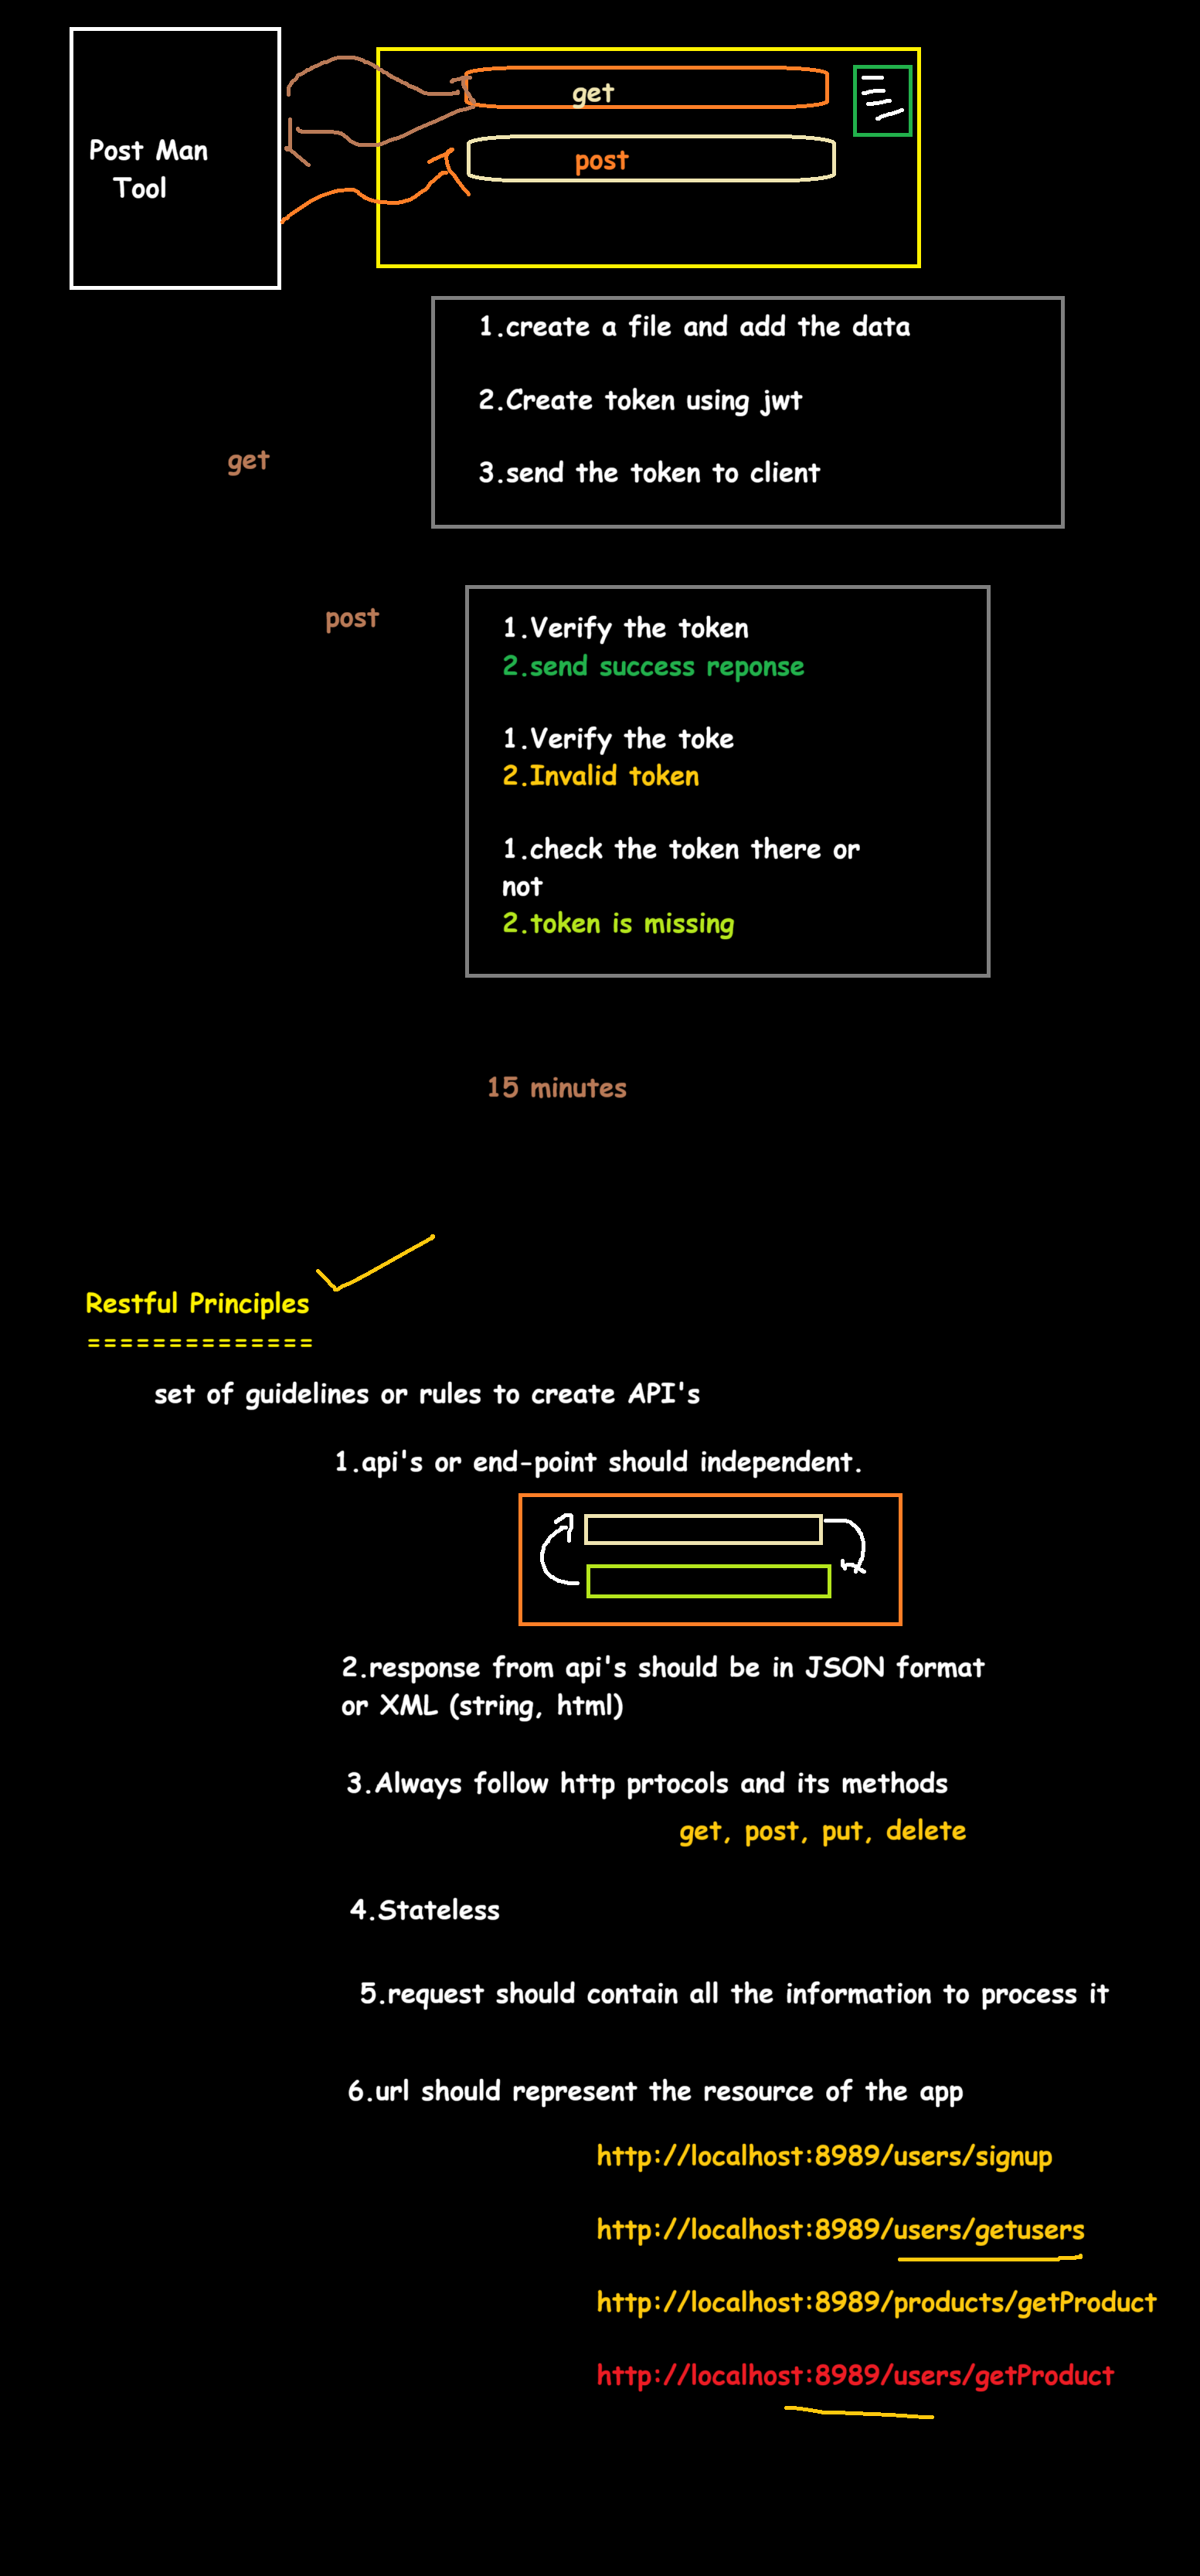 Post Man
Tool
get
post
1.create a file and add the data
2.Create token using jwt
3.send the token to client
get
post
1.Verify the token
2.send success reponse
1.Verify the toke
2.Invalid token
1.check the token there or
not
2.token is missing
15 minutes
Restful Principles
==============
set of guidelines or rules to create API's
1.api's or end-point should independent.
2.response from api's should be in JSON format
or XML (string, html)
3.Always follow http prtocols and its methods
get, post, put, delete
4.Stateless
5.request should contain all the information to process it
6.url should represent the resource of the app
http://localhost:8989/users/signup
http://localhost:8989/users/getusers
http://localhost:8989/products/getProduct
http://localhost:8989/users/getProduct